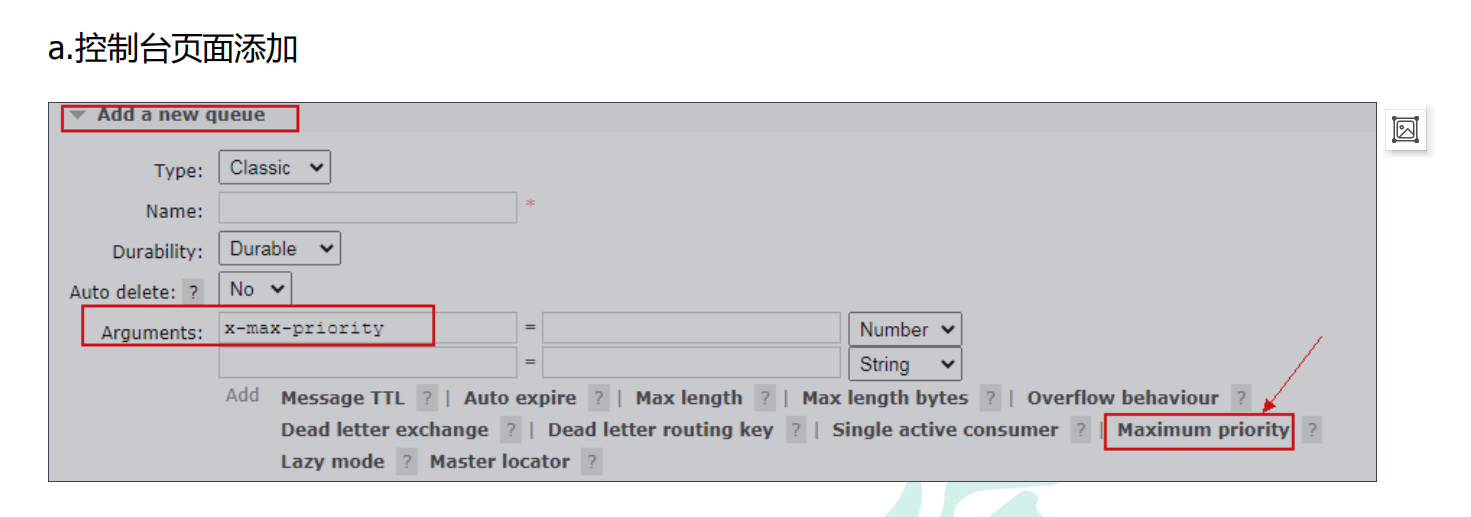 a.控制台页面添加
Add a new queue
Type: Classic
Name: *
Durability: Durable
Auto delete: ? No
Arguments: x-max-priority = Number
= String
Add Message TTL ? | Auto expire ? | Max length ? | Max length bytes ? | Overflow behaviour ?
Dead letter exchange ? | Dead letter routing key ? | Single active consumer ? | Maximum priority ?
Lazy mode ? Master locator ?